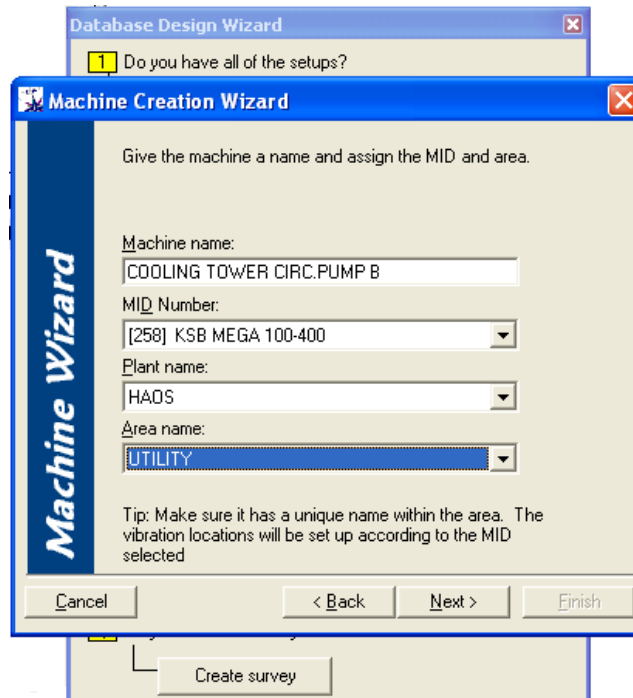 Database Design Wizard
1 Do you have all of the setups?
Machine Creation Wizard
Machine Wizard
Give the machine a name and assign the MID and area.
Machine name:
COOLING TOWER CIRC.PUMP B
MID Number:
[258] KSB MEGA 100-400
Plant name:
HAOS
Area name:
UTILITY
Tip: Make sure it has a unique name within the area. The
vibration locations will be set up according to the MID
selected
Cancel
< Back
Next >
Finish
Create survey